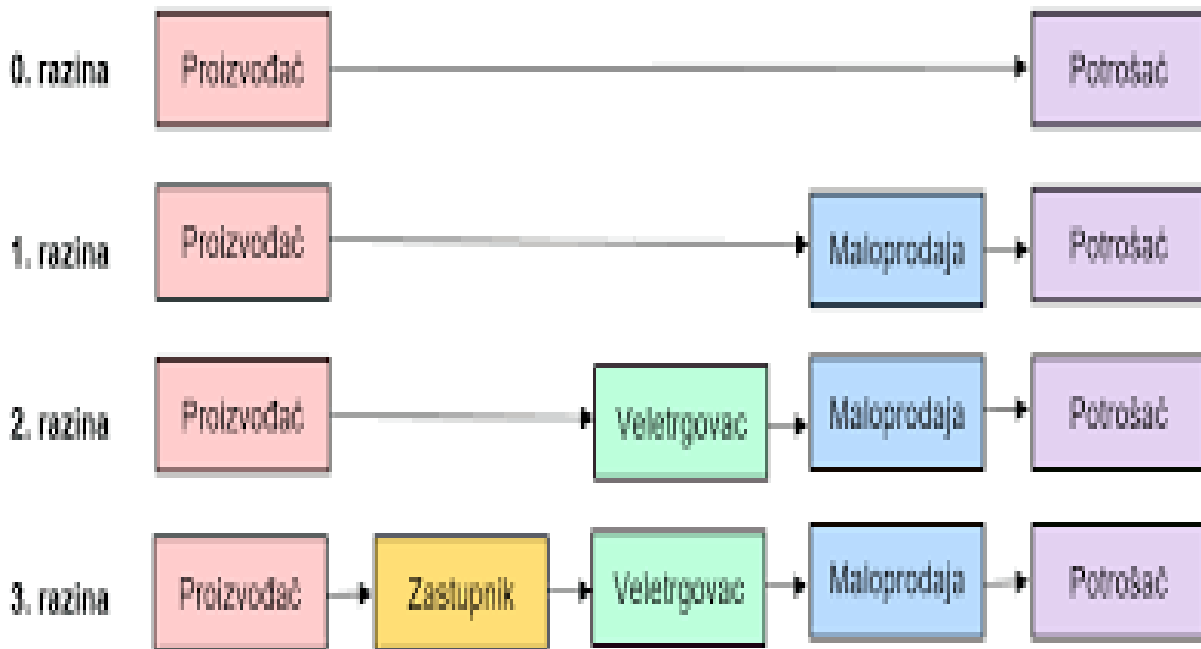 0. razina Proizvođač Potrošač
1. razina Proizvođač Maloprodaja Potrošač
2. razina Proizvođač Veletrgovac Maloprodaja Potrošač
3. razina Proizvođač Zastupnik Veletrgovac Maloprodaja Potrošač